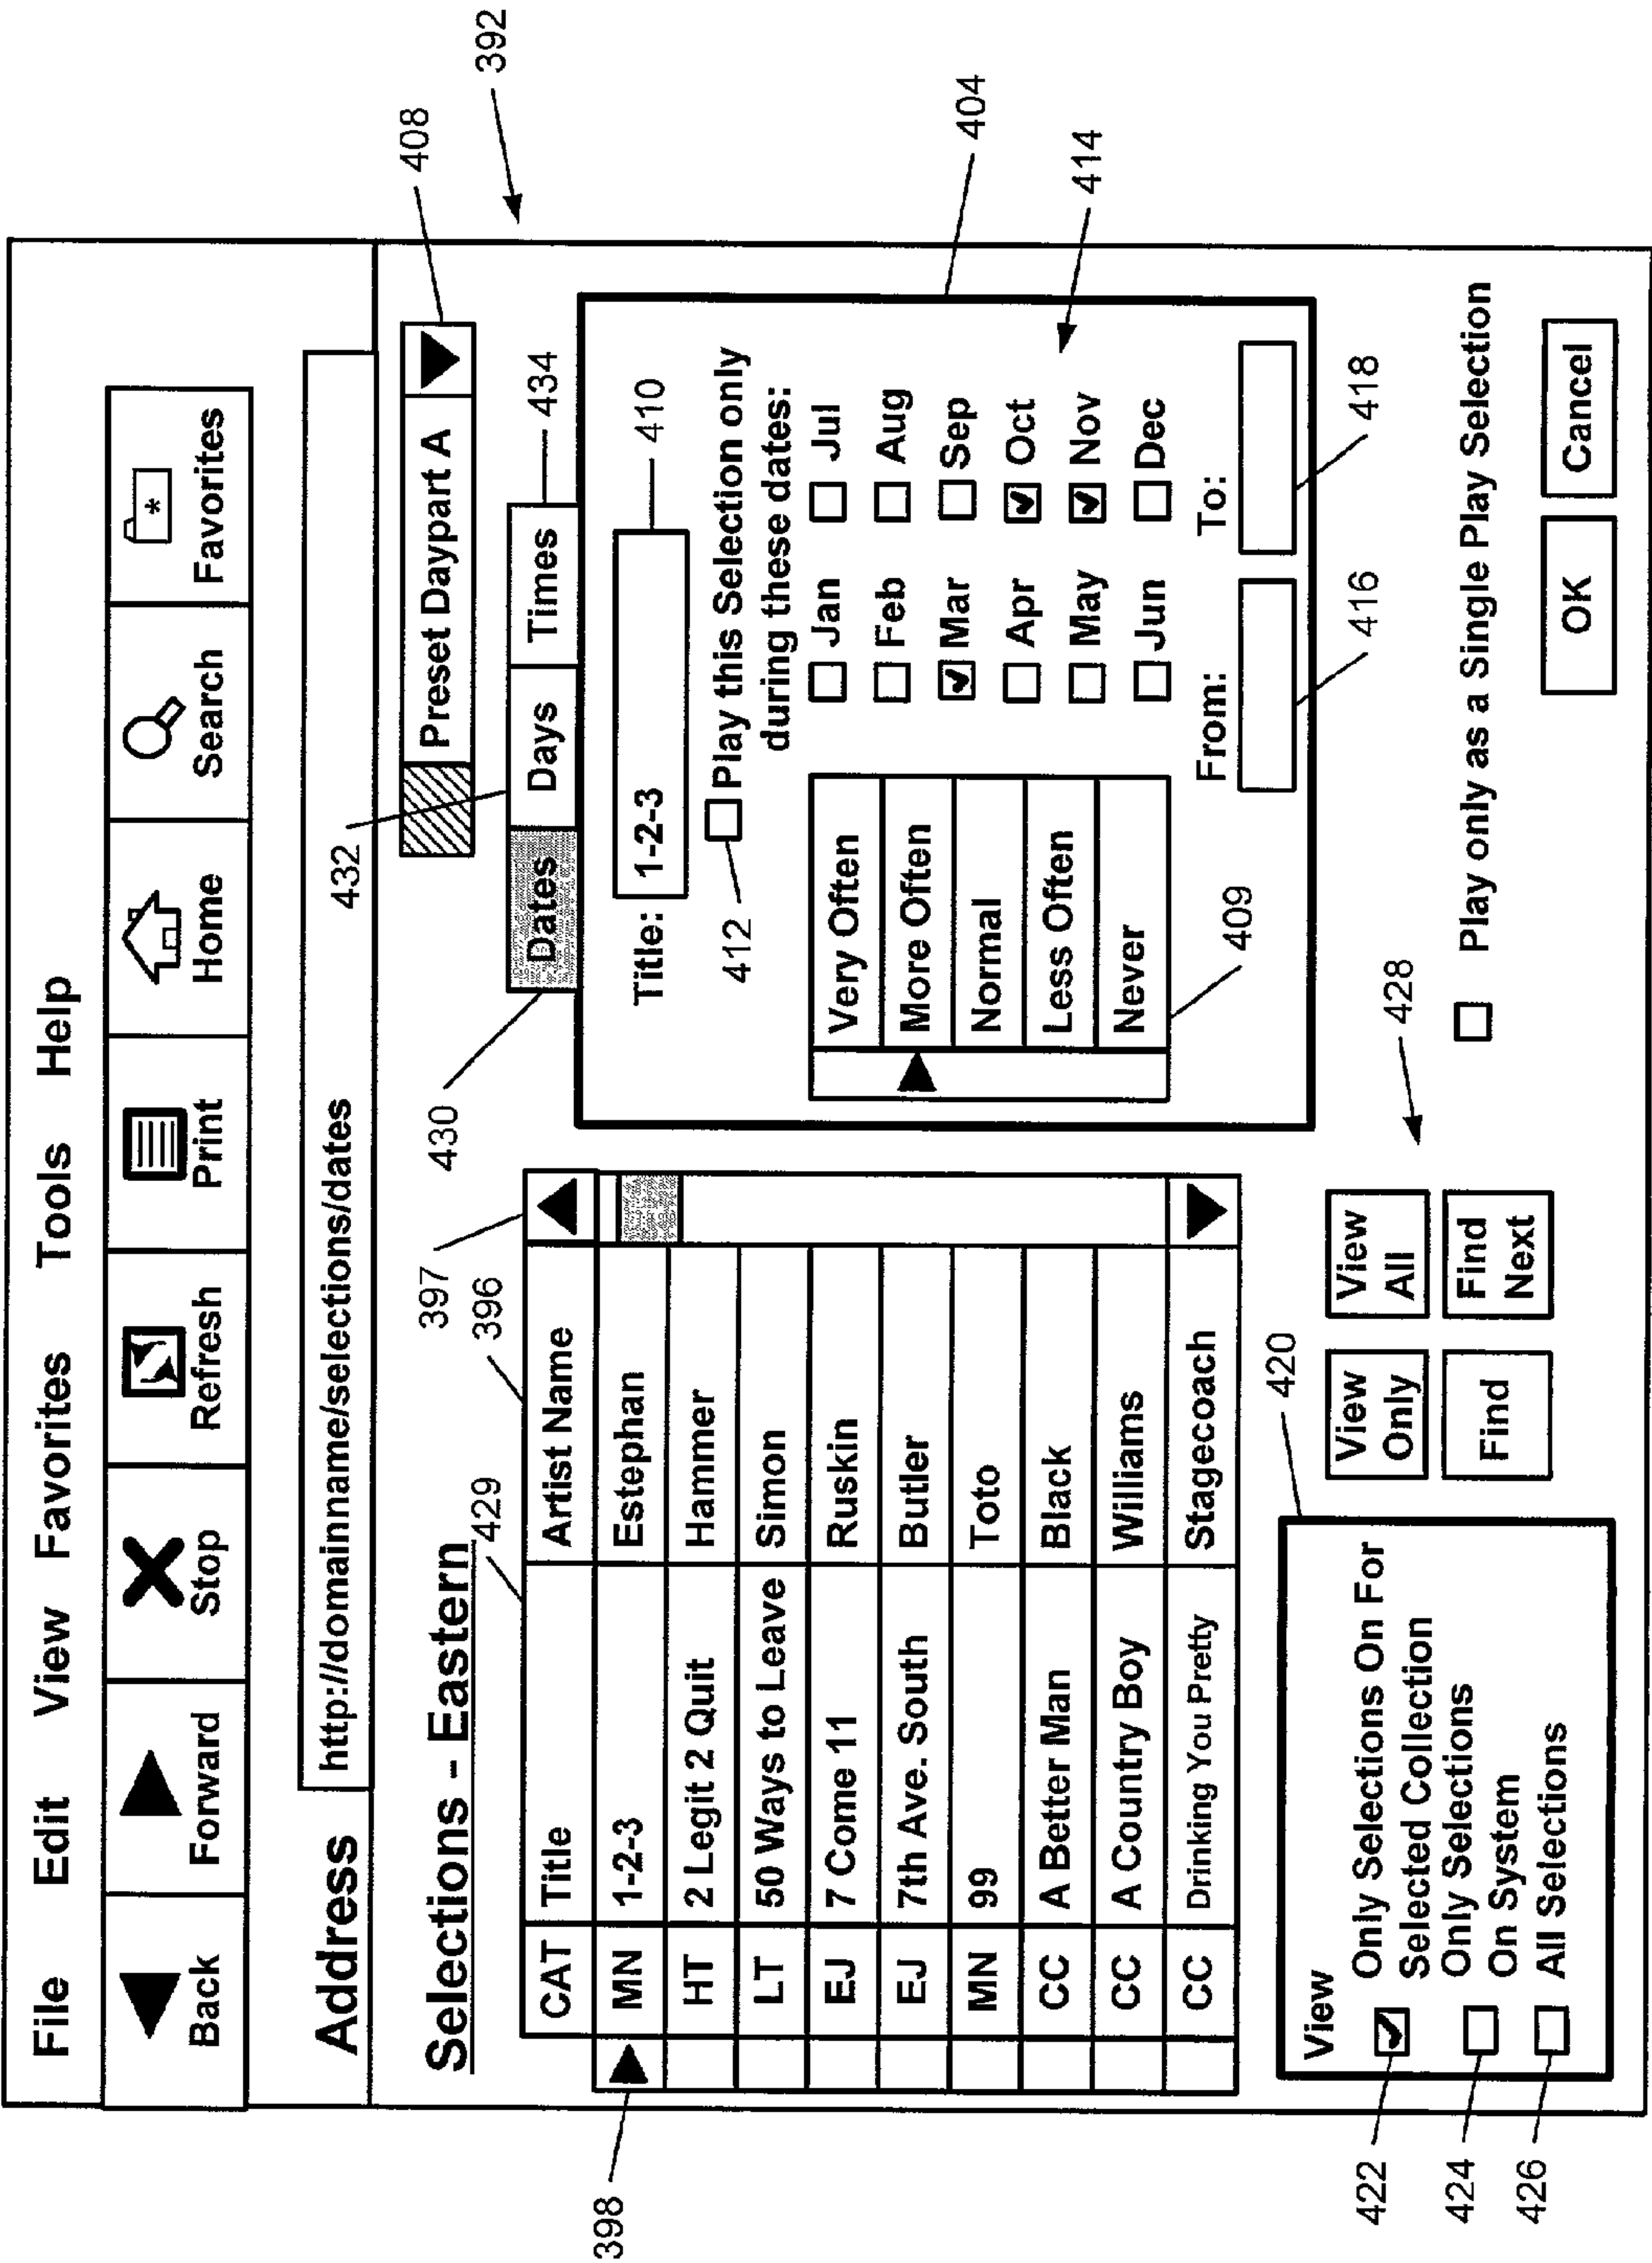 File Edit View Favorites Tools Help
Back Forward Stop Refresh Print Home Search * Favorites
Address http://domainname/selections/dates
432
408
392
Selections - Eastern
Preset Daypart A
429
396
397
430
Dates Days Times
434
CAT Title Artist Name
MN 1-2-3 Estephan
HT 2 Legit 2 Quit Hammer
LT 50 Ways to Leave Simon
EJ 7 Come 11 Ruskin
EJ 7th Ave. South Butler
MN 99 Toto
CC A Better Man Black
CC A Country Boy Williams
CC Drinking You Pretty Stagecoach
398
Title: 1-2-3
410
412
Play this Selection only
during these dates:
404
Very Often
More Often
Normal
Less Often
Never
409
Jan Jul
Feb Aug
Mar Sep
Apr Oct
May Nov
Jun Dec
414
From: To:
416
418
View
Only Selections On For
Selected Collection
Only Selections
On System
All Selections
422
424
426
420
View
Only
View
All
Find
Find
Next
428
Play only as a Single Play Selection
OK Cancel